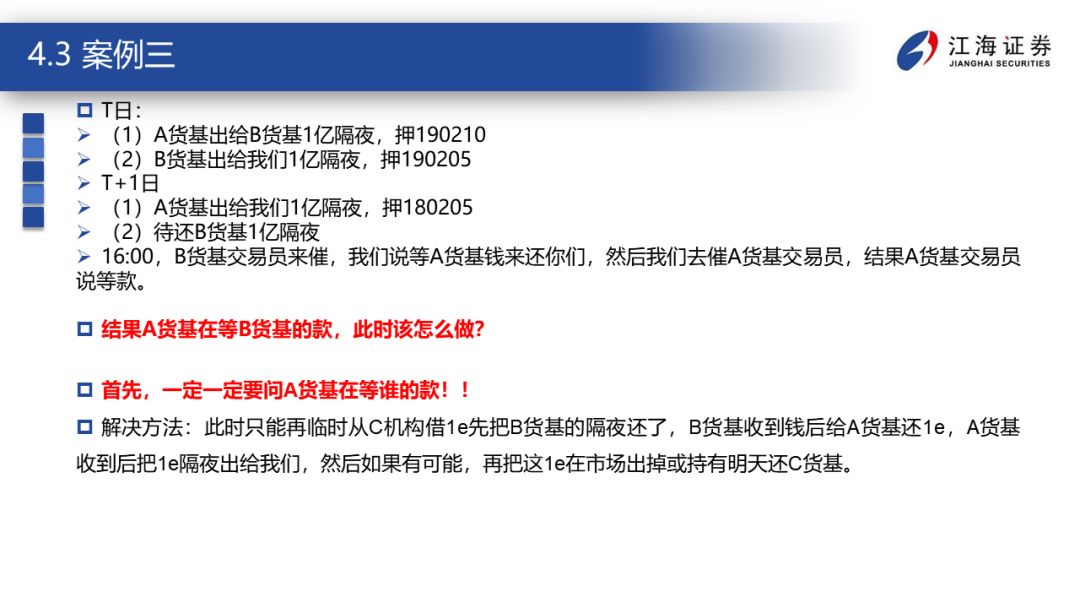 4.3 案例三
江海证券
JIANGHAI SECURITIES
T日：
（1）A货基出给B货基1亿隔夜，押190210
（2）B货基出给我们1亿隔夜，押190205
T+1日
（1）A货基出给我们1亿隔夜，押180205
（2）待还B货基1亿隔夜
16:00，B货基交易员来催，我们说等A货基钱来还你们，然后我们去催A货基交易员，结果A货基交易员
说等款。
结果A货基在等B货基的款，此时该怎么做？
首先，一定一定要问A货基在等谁的款！！
解决方法：此时只能再临时从C机构借1e先把B货基的隔夜还了，B货基收到钱后给A货基还1e，A货基
收到后把1e隔夜出给我们，然后如果有可能，再把这1e在市场出掉或持有明天还C货基。